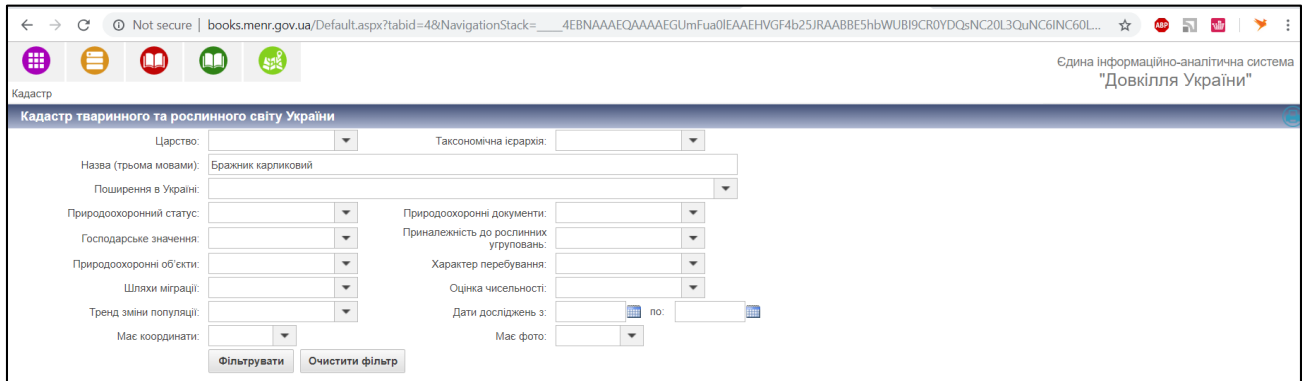 Not secure | books.menr.gov.ua/Default.aspx?tabid=4&NavigationStack=____4EBNAAAEQAAAAEGUmFua0lEAAEHVGF4b25JRAABBE5hbWUBI9CR0YDQsNC20L3QuNC6INC60L...
ABP
Єдина інформаційно-аналітична система
"Довкілля України"
Кадастр
Кадастр тваринного та рослинного світу України
Царство: Таксономічна ієрархія:
Назва (трьома мовами): Бражник карликовий
Поширення в Україні:
Природоохоронний статус: Природоохоронні документи:
Господарське значення: Приналежність до рослинних
угруповань:
Природоохоронні об'єкти: Характер перебування:
Шляхи міграції: Оцінка чисельності:
Тренд зміни популяції: Дати досліджень з: по:
Має координати: Має фото:
Фільтрувати Очистити фільтр